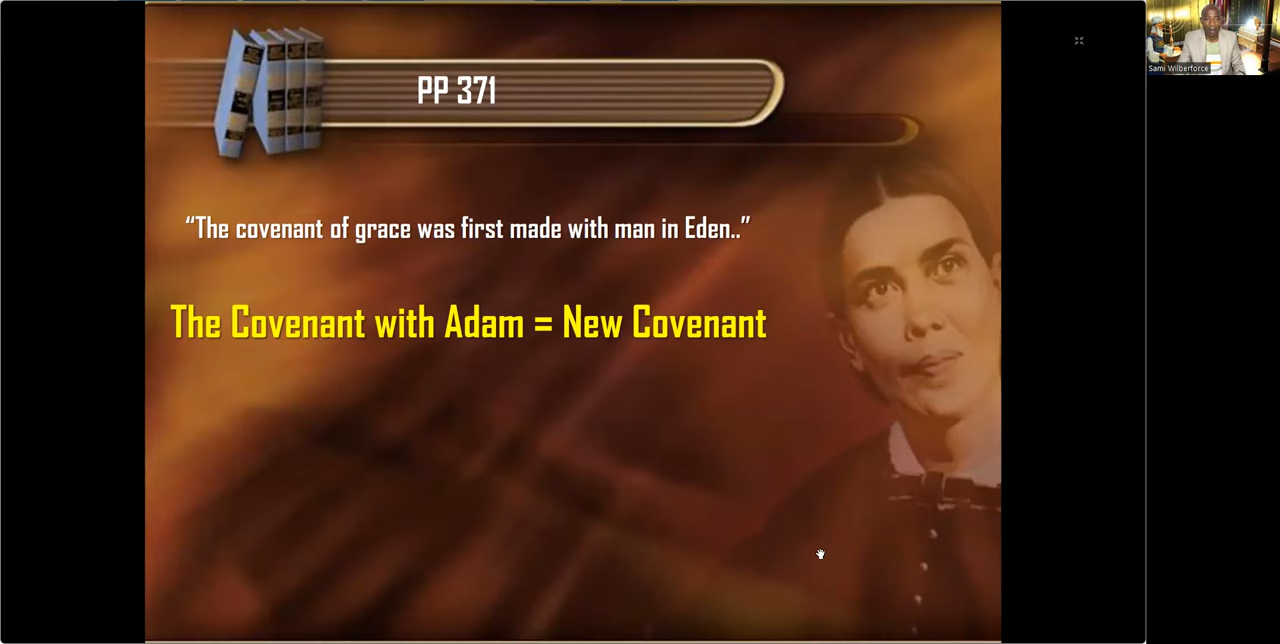 PP 371
“The covenant of grace was first made with man in Eden..”
The Covenant with Adam = New Covenant
Sami Wilberforce